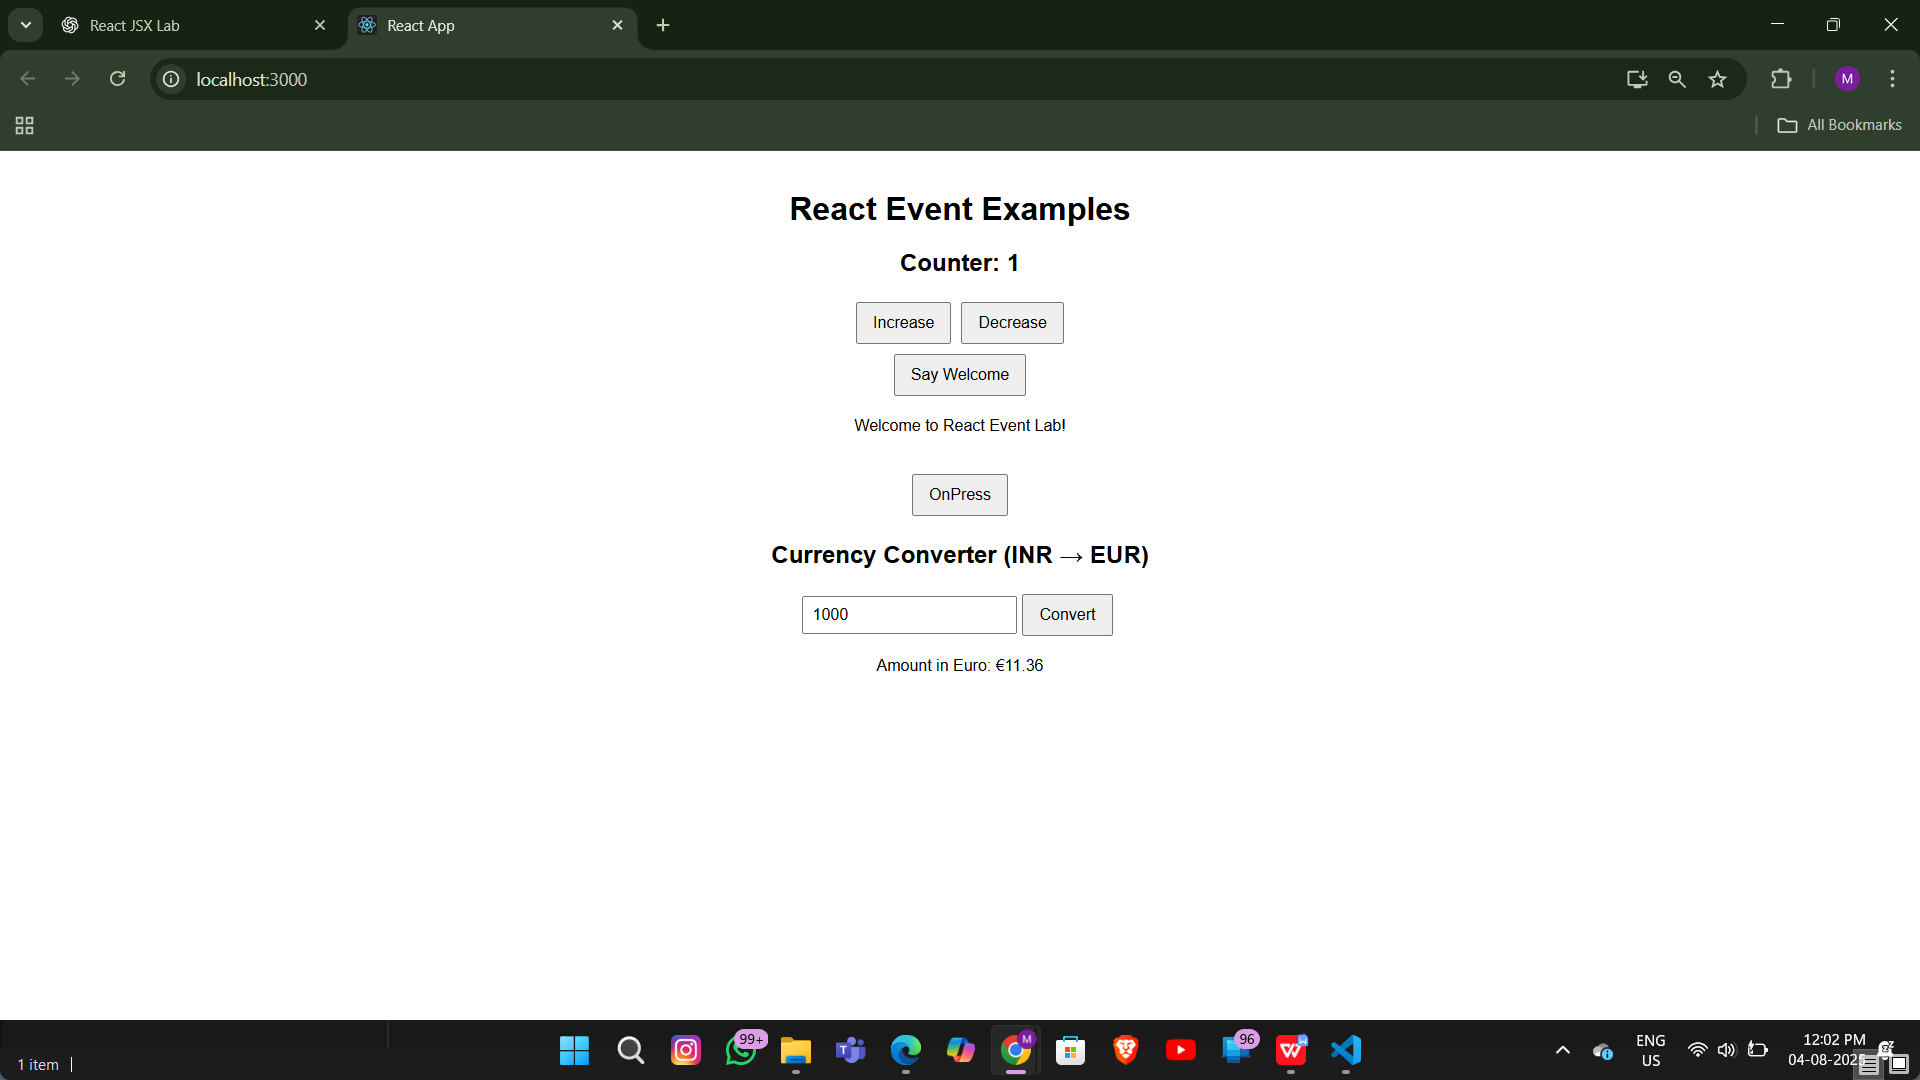 React JSX Lab
React App
localhost:3000
M
All Bookmarks
React Event Examples
Counter: 1
Increase
Decrease
Say Welcome
Welcome to React Event Lab!
OnPress
Currency Converter (INR → EUR)
1000
Convert
Amount in Euro: €11.36
1 item
99+
M
96
ENG
US
12:02 PM
04-08-2025